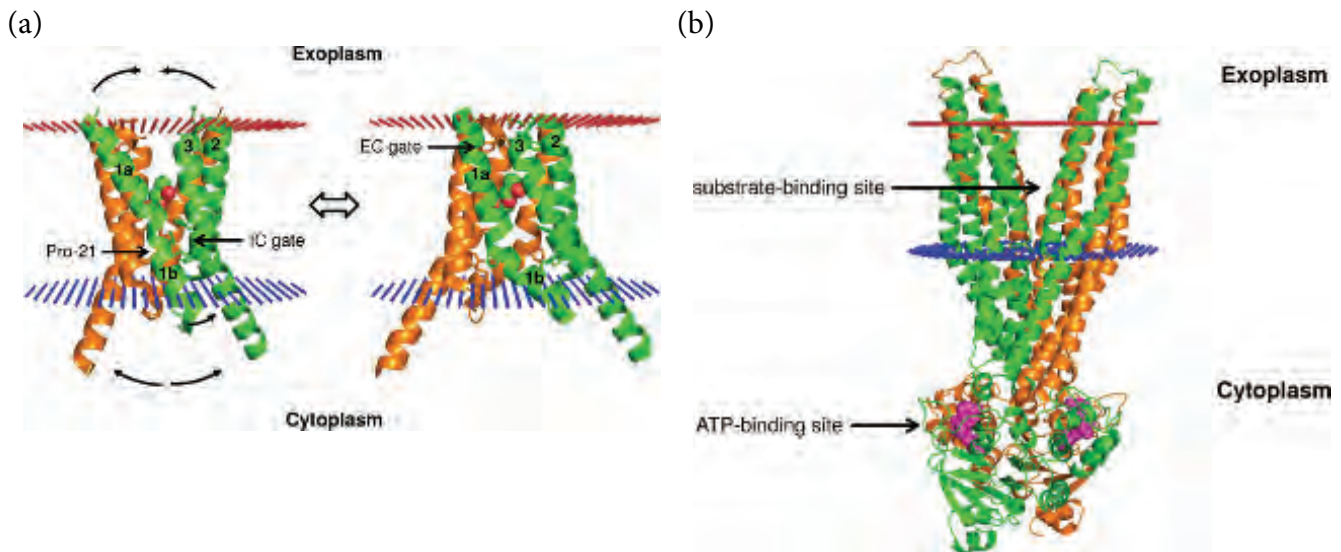 (a)
Exoplasm
3
2
1a
Pro-21
IC gate
1b
EC gate
3
2
1a
1b
Cytoplasm
(b)
Exoplasm
substrate-binding site
Cytoplasm
ATP-binding site